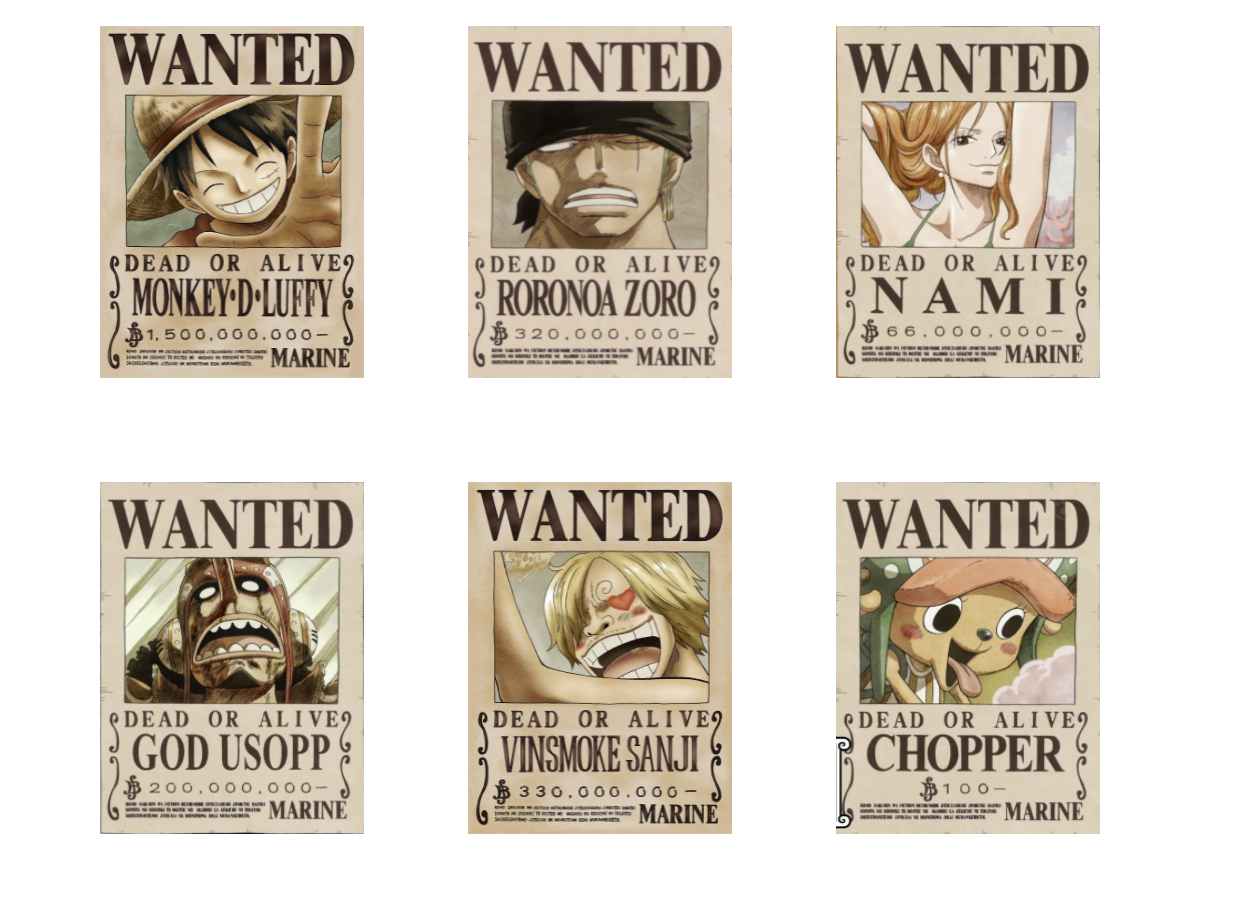 WANTED
DEAD OR ALIVE
MONKEY·D·LUFFY
฿1,500,000,000-
MARINE
WANTED
DEAD OR ALIVE
RORONOA ZORO
฿320,000,000-
MARINE
WANTED
DEAD OR ALIVE
NAMI
฿66,000,000-
MARINE
WANTED
DEAD OR ALIVE
GOD USOPP
฿200,000,000-
MARINE
WANTED
DEAD OR ALIVE
VINSMOKE SANJI
฿330,000,000-
MARINE
WANTED
DEAD OR ALIVE
CHOPPER
฿100-
MARINE